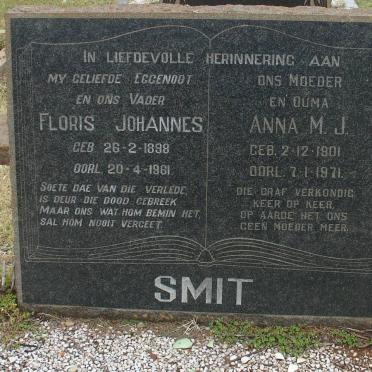 IN LIEFDEVOLLE HERINNERING AAN
MY GELIEFDE EGGENOOT
EN ONS VADER
FLORIS JOHANNES
GEB. 26-2-1898
OORL. 20-4-1961.
SOETE DAE VAN DIE VERLEDE,
IS DEUR DIE DOOD GEBREEK
MAAR ONS WAT HOM BEMIN HET,
SAL HOM NOOIT VERGEET.
ONS MOEDER
EN OUMA
ANNA M. J.
GEB. 2-12-1901
OORL. 7-1-1971.
DIE GRAF VERKONDIG
KEER OP KEER,
OP AARDE HET ONS
GEEN MOEDER MEER.
SMIT